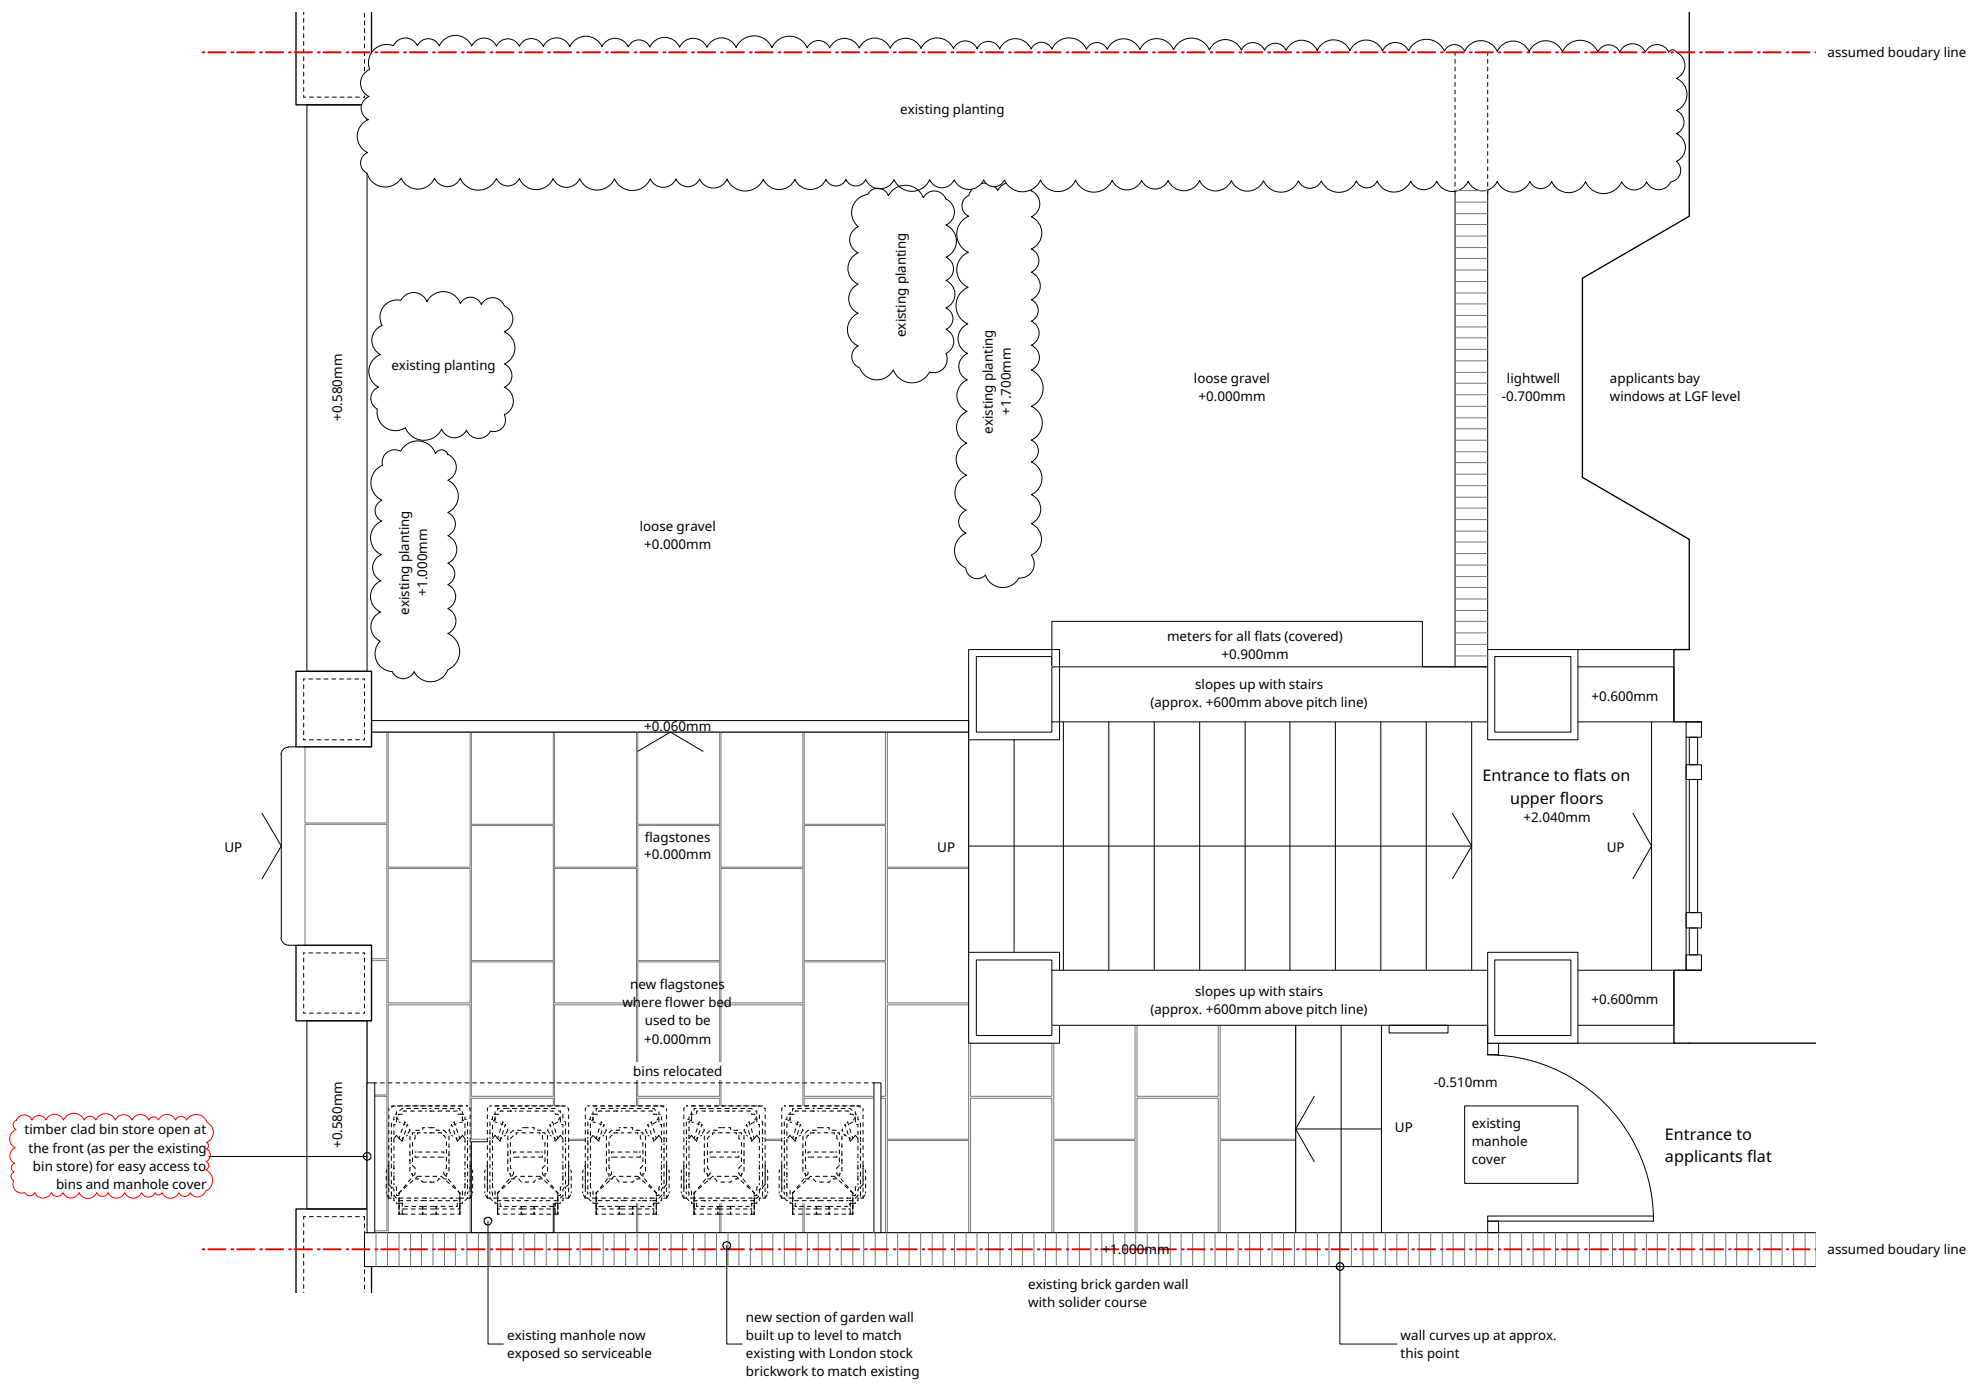 assumed boudary line
existing planting
existing planting
existing planting
+1.700mm
existing planting
+0.580mm
loose gravel
+0.000mm
lightwell
-0.700mm
applicants bay
windows at LGF level
existing planting
+1.000mm
loose gravel
+0.000mm
meters for all flats (covered)
+0.900mm
slopes up with stairs
(approx. +600mm above pitch line)
+0.600mm
+0.060mm
Entrance to flats on
upper floors
+2.040mm
UP
flagstones
+0.000mm
UP
UP
new flagstones
where flower bed
used to be
+0.000mm
slopes up with stairs
(approx. +600mm above pitch line)
+0.600mm
bins relocated
-0.510mm
+0.580mm
timber clad bin store open at
the front (as per the existing
bin store) for easy access to
bins and manhole cover
UP
existing
manhole
cover
Entrance to
applicants flat
+1.000mm
assumed boudary line
existing brick garden wall
with solider course
existing manhole now
exposed so serviceable
new section of garden wall
built up to level to match
existing with London stock
brickwork to match existing
wall curves up at approx.
this point